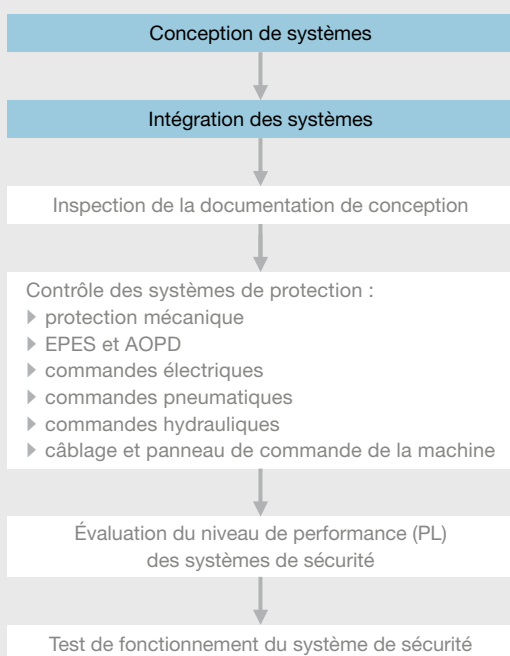 Conception de systèmes
Intégration des systèmes
Inspection de la documentation de conception
Contrôle des systèmes de protection :
protection mécanique
EPES et AOPD
commandes électriques
commandes pneumatiques
commandes hydrauliques
câblage et panneau de commande de la machine
Évaluation du niveau de performance (PL)
des systèmes de sécurité
Test de fonctionnement du système de sécurité